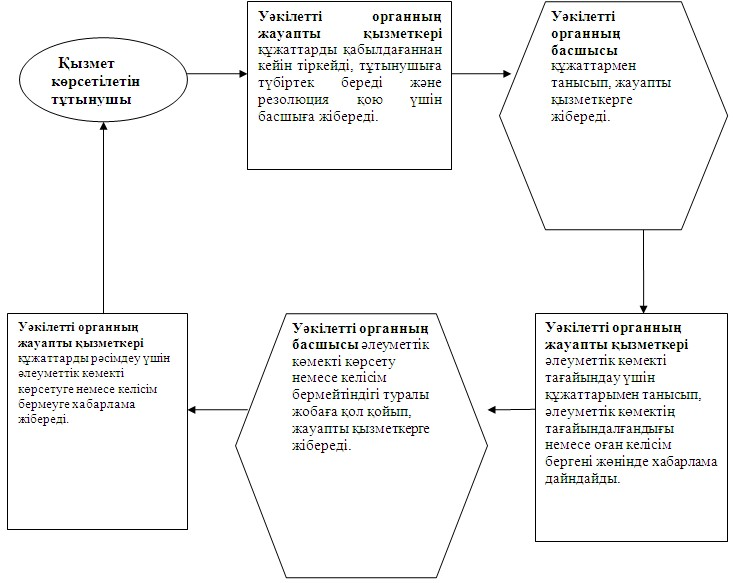 Қызмет
көрсетілетін
тұтынушы
Уәкілетті органның
жауапты қызметкері
құжаттарды қабылдағаннан
кейін тіркейді, тұтынушыға
түбіртек береді және
резолюция қою үшін
басшыға жібереді.
Уәкілетті
органның
басшысы
құжаттармен
танысып, жауапты
қызметкерге
жібереді.
Уәкілетті органның
жауапты қызметкері
әлеуметтік көмекті
тағайындау үшін
құжаттарымен танысып,
әлеуметтік көмектің
тағайындалғандығы
немесе оған келісім
бергені жөнінде хабарлама
дайндайды.
Уәкілетті органның
басшысы әлеуметтік
көмекті көрсету
немесе келісім
бермейтіндігі туралы
жобаға қол қойып,
жауапты қызметкерге
жібереді.
Уәкілетті органның
жауапты қызметкері
құжаттарды рәсімдеу үшін
әлеуметтік көмекті
көрсетуге немесе келісім
бермеуге хабарлама
жібереді.